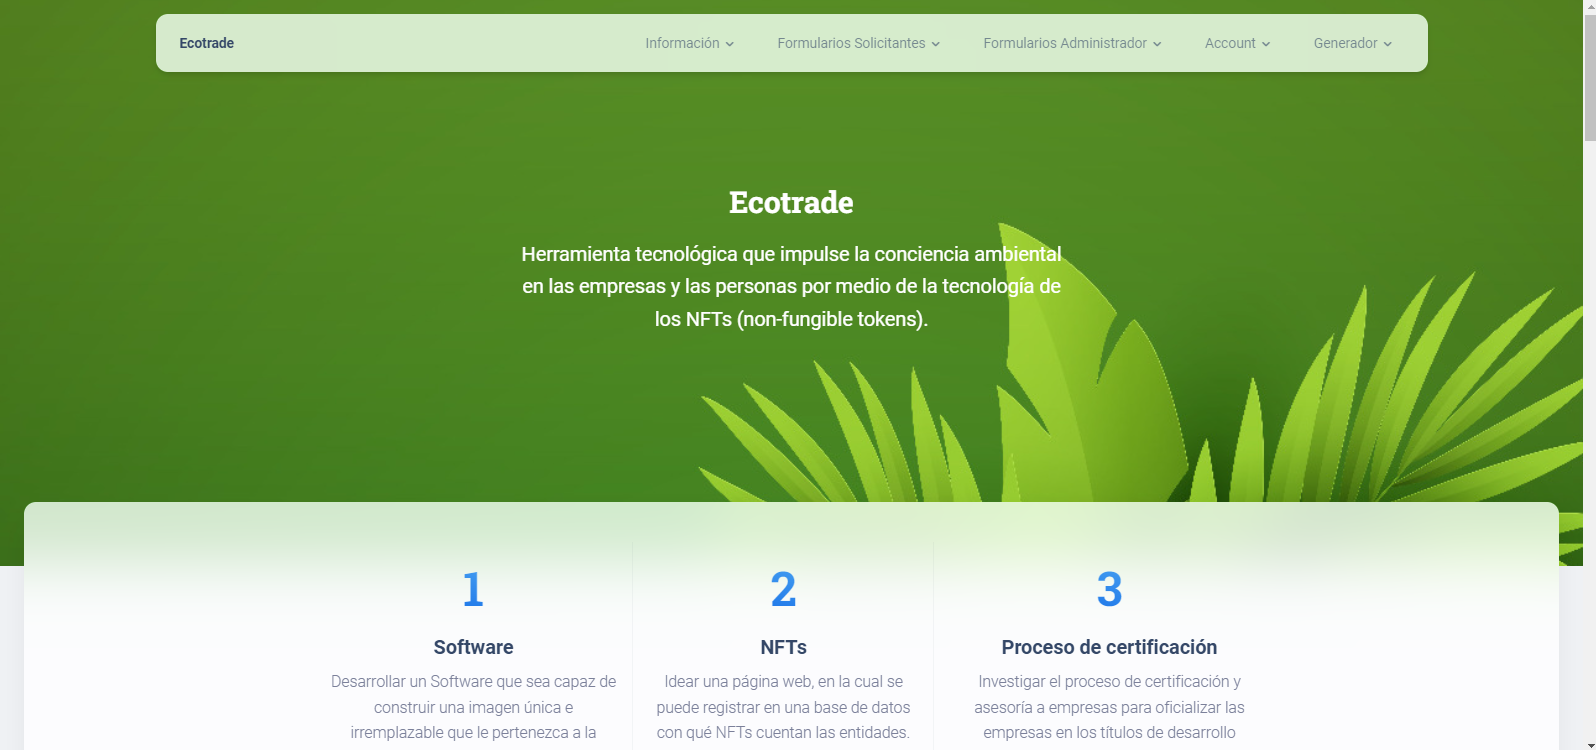 Ecotrade
Información
Formularios Solicitantes
Formularios Administrador
Account
Generador
Ecotrade
Herramienta tecnológica que impulse la conciencia ambiental
en las empresas y las personas por medio de la tecnología de
los NFTs (non-fungible tokens).
1
Software
Desarrollar un Software que sea capaz de
construir una imagen única e
irremplazable que le pertenezca a la
2
NFTs
Idear una página web, en la cual se
puede registrar en una base de datos
con qué NFTs cuentan las entidades.
3
Proceso de certificación
Investigar el proceso de certificación y
asesoría a empresas para oficializar las
empresas en los títulos de desarrollo